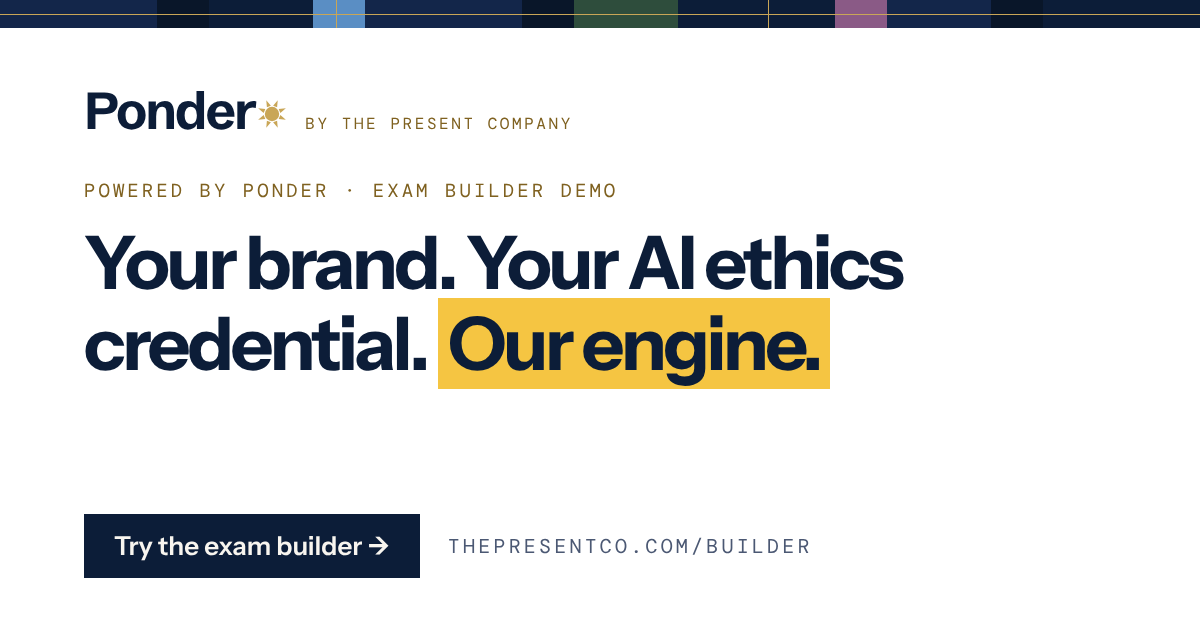 Ponder BY THE PRESENT COMPANY
POWERED BY PONDER · EXAM BUILDER DEMO
Your brand. Your AI ethics
credential. Our engine.
Try the exam builder →
THEPRESENTCO.COM/BUILDER